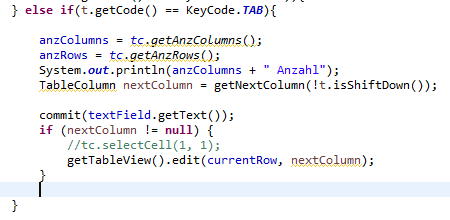 } else if(t.getCode() == KeyCode.TAB){
anzColumns = tc.getAnzColumns();
anzRows = tc.getAnzRows();
System.out.println(anzColumns + " Anzahl");
TableColumn nextColumn = getNextColumn(!t.isShiftDown());
commit(textField.getText());
if (nextColumn != null) {
//tc.selectCell(1, 1);
getTableView().edit(currentRow, nextColumn);
}
}